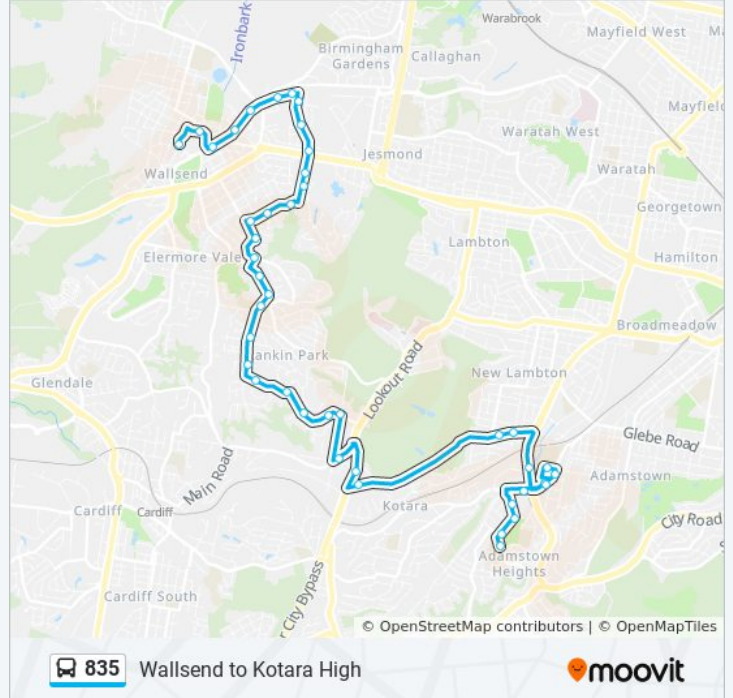 Warabrook
Ironbark
Birmingham
Gardens
Callaghan
Mayfield West
Mayfield
Waratah West
Jesmond
Wallsend
Waratah
Georgetown
Lambton
Elermore Vale
Hamilton
Broadmeadow
Rankin Park
Lookout Road
New Lambton
Glendale
Glebe Road
Main Road
Adamstown
Cardiff
Cardiff
Kotara
City Road
Adamstown
Heights
City Bypass
Cardiff South
© OpenStreetMap contributors | © OpenMapTiles
835 Wallsend to Kotara High
moovit